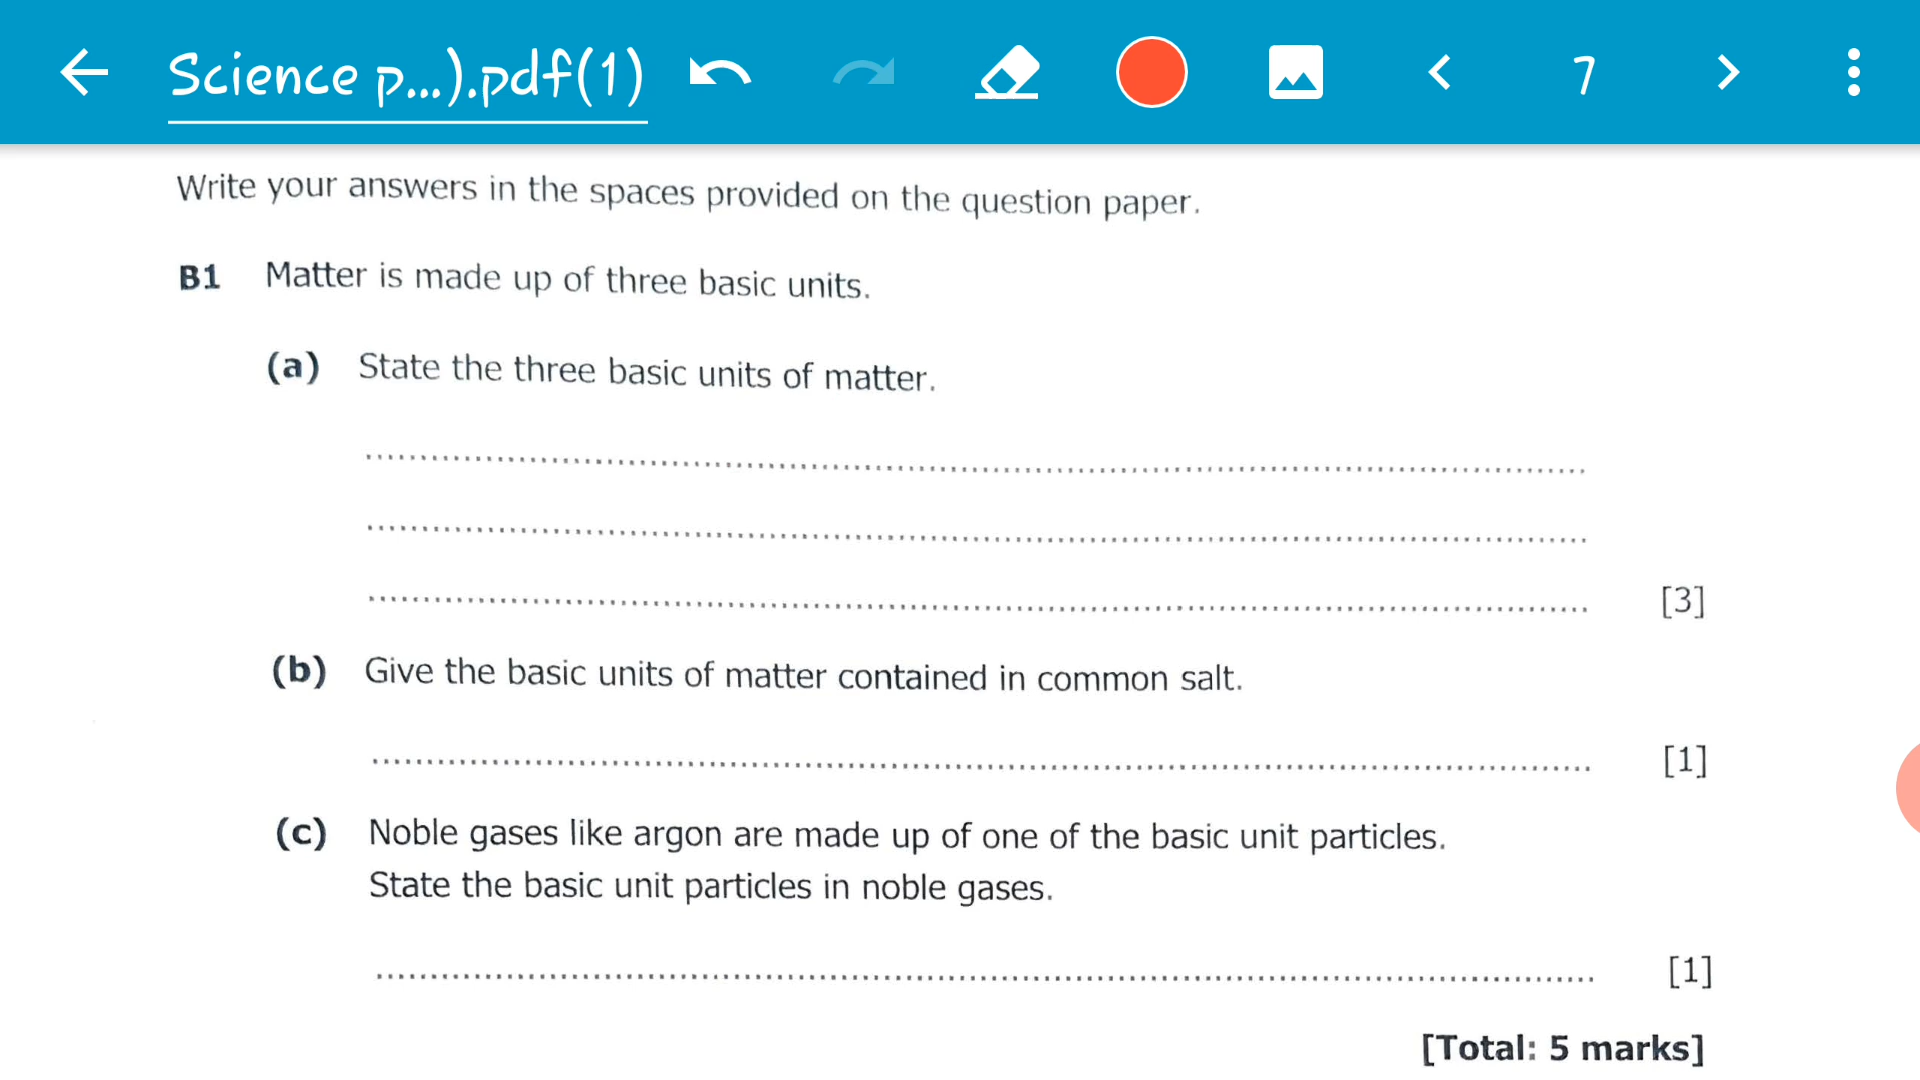 Science p...).pdf(1) 7
Write your answers in the spaces provided on the question paper.
B1 Matter is made up of three basic units.
(a) State the three basic units of matter.
[3]
(b) Give the basic units of matter contained in common salt.
[1]
(c) Noble gases like argon are made up of one of the basic unit particles.
State the basic unit particles in noble gases.
[1]
[Total: 5 marks]